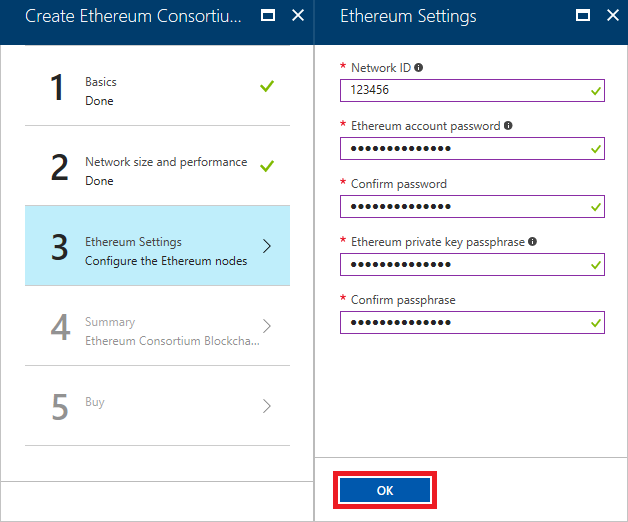 Create Ethereum Consortiu...
1
Basics
Done
2
Network size and performance
Done
3
Ethereum Settings
Configure the Ethereum nodes
4
Summary
Ethereum Consortium Blockcha...
5
Buy
Ethereum Settings
* Network ID
123456
* Ethereum account password
••••••••••••••
* Confirm password
••••••••••••••
* Ethereum private key passphrase
••••••••••••••
* Confirm passphrase
••••••••••••••
OK